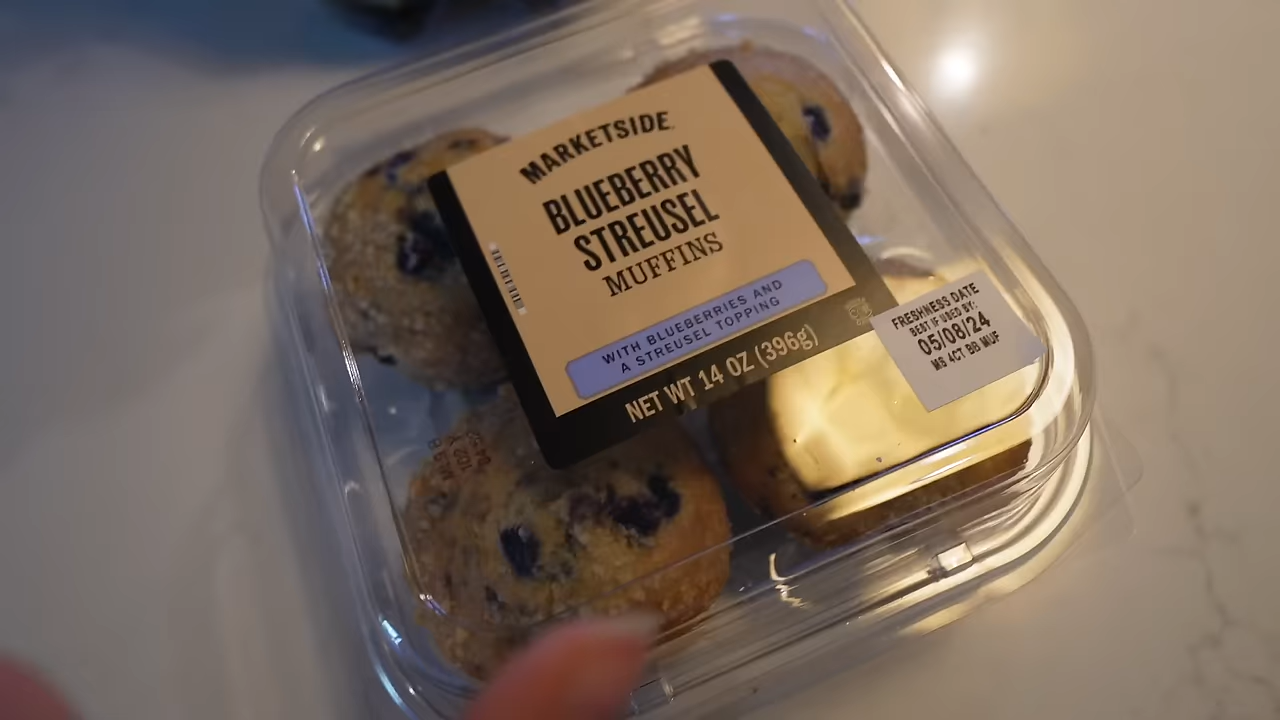 MARKETSIDE
BLUEBERRY
STREUSEL
MUFFINS
WITH BLUEBERRIES AND
A STREUSEL TOPPING
NET WT 14 OZ (396g)
FRESHNESS DATE
BEST IF USED BY:
05/08/24
MS 4CT BB MUF